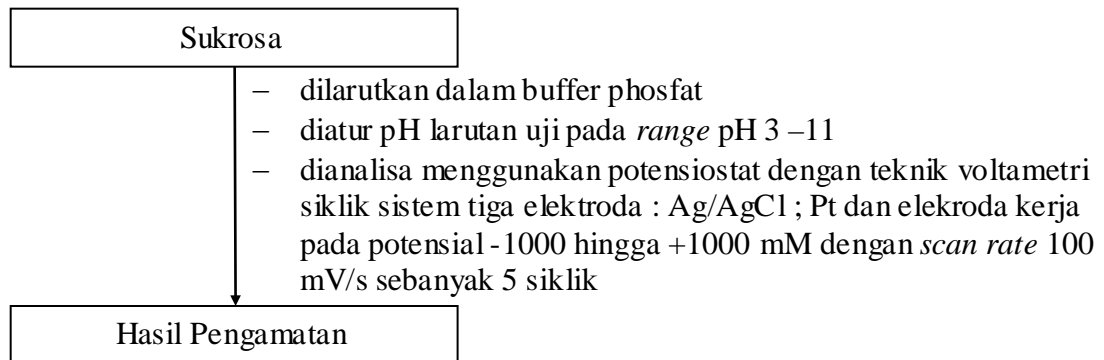 Sukrosa
– dilarutkan dalam buffer phosfat
– diatur pH larutan uji pada range pH 3 –11
– dianalisa menggunakan potensiostat dengan teknik voltametri
siklik sistem tiga elektroda : Ag/AgCl ; Pt dan elekroda kerja
pada potensial -1000 hingga +1000 mM dengan scan rate 100
mV/s sebanyak 5 siklik
Hasil Pengamatan